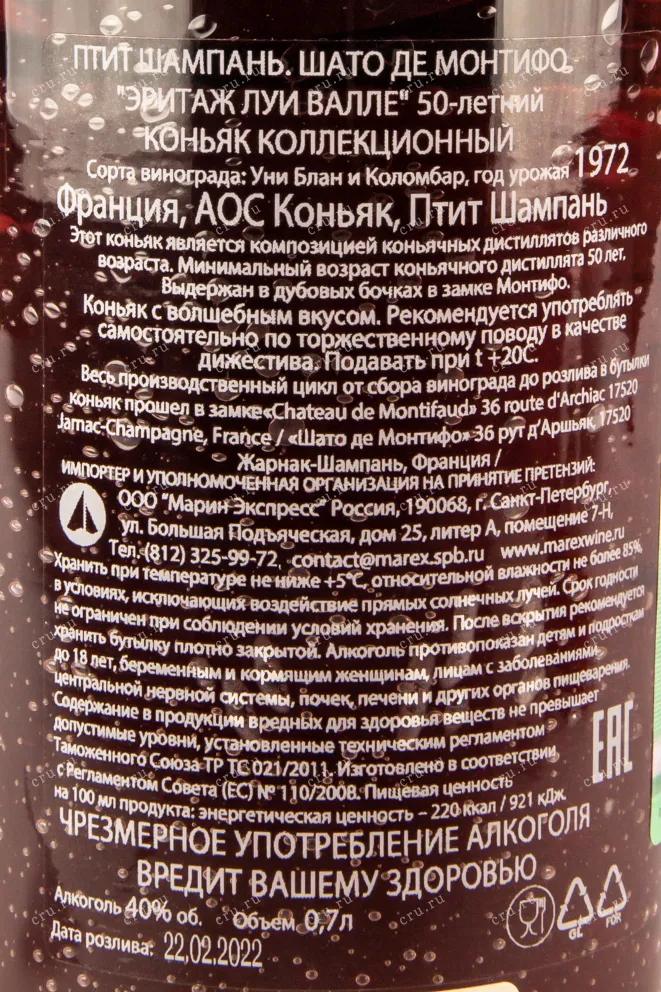 ПТИТ ШАМПАНЬ. ШАТО ДЕ МОНТИФО
"ЭРИТАЖ ЛУИ ВАЛЛЕ" 50-летний
КОНЬЯК КОЛЛЕКЦИОННЫЙ
Сорта винограда: Уни Блан и Коломбар, год урожая 1972
Франция, АОС Коньяк, Птит Шампань
Этот коньяк является композицией коньячных дистиллятов различного
возраста. Минимальный возраст коньячного дистиллята 50 лет.
Выдержан в дубовых бочках в замке Монтифо.
Коньяк с волшебным вкусом. Рекомендуется употреблять
самостоятельно по торжественному поводу в качестве
дижестива. Подавать при t +20C.
Весь производственный цикл от сбора винограда до розлива в бутылки
коньяк прошел в замке «Chateau de Montifaud» 36 route d'Archiac 17520
Jarnac-Champagne, France / «Шато де Монтифо» 36 рут д'Аршьяк, 17520
Жарнак-Шампань, Франция /
ИМПОРТЕР И УПОЛНОМОЧЕННАЯ ОРГАНИЗАЦИЯ НА ПРИНЯТИЕ ПРЕТЕНЗИЙ:
ООО "Марин Экспресс" Россия, 190068, г. Санкт-Петербург,
ул. Большая Подъяческая, дом 25, литер А, помещение 7-Н,
Тел. (812) 325-99-72, contact@marex.spb.ru www.marexwine.ru
Хранить при температуре не ниже +5°С, относительной влажности не более 85%,
в условиях, исключающих воздействие прямых солнечных лучей. Срок годности
не ограничен при соблюдении условий хранения. После вскрытия рекомендуется
хранить бутылку плотно закрытой. Алкоголь противопоказан детям и подросткам
до 18 лет, беременным и кормящим женщинам, лицам с заболеваниями
центральной нервной системы, почек, печени и других органов пищеварения.
Содержание в продукции вредных для здоровья веществ не превышает
допустимые уровни, установленные техническим регламентом
Таможенного Союза ТР ТС 021/2011. Изготовлено в соответствии
с Регламентом Совета (ЕС) № 110/2008. Пищевая ценность
на 100 мл продукта: энергетическая ценность – 220 ккал / 921 кДж.
EAC
ЧРЕЗМЕРНОЕ УПОТРЕБЛЕНИЕ АЛКОГОЛЯ
ВРЕДИТ ВАШЕМУ ЗДОРОВЬЮ
Алкоголь 40% об. Объем 0,7л
Дата розлива: 22.02.2022
GL FOR
cru.ru